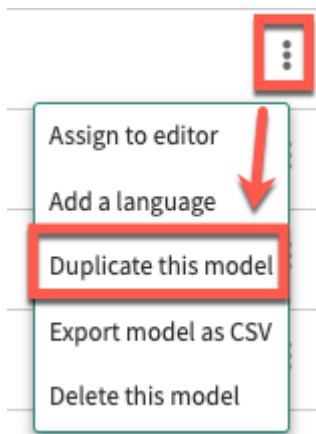 Assign to editor
Add a language
Duplicate this model
Export model as CSV
Delete this model